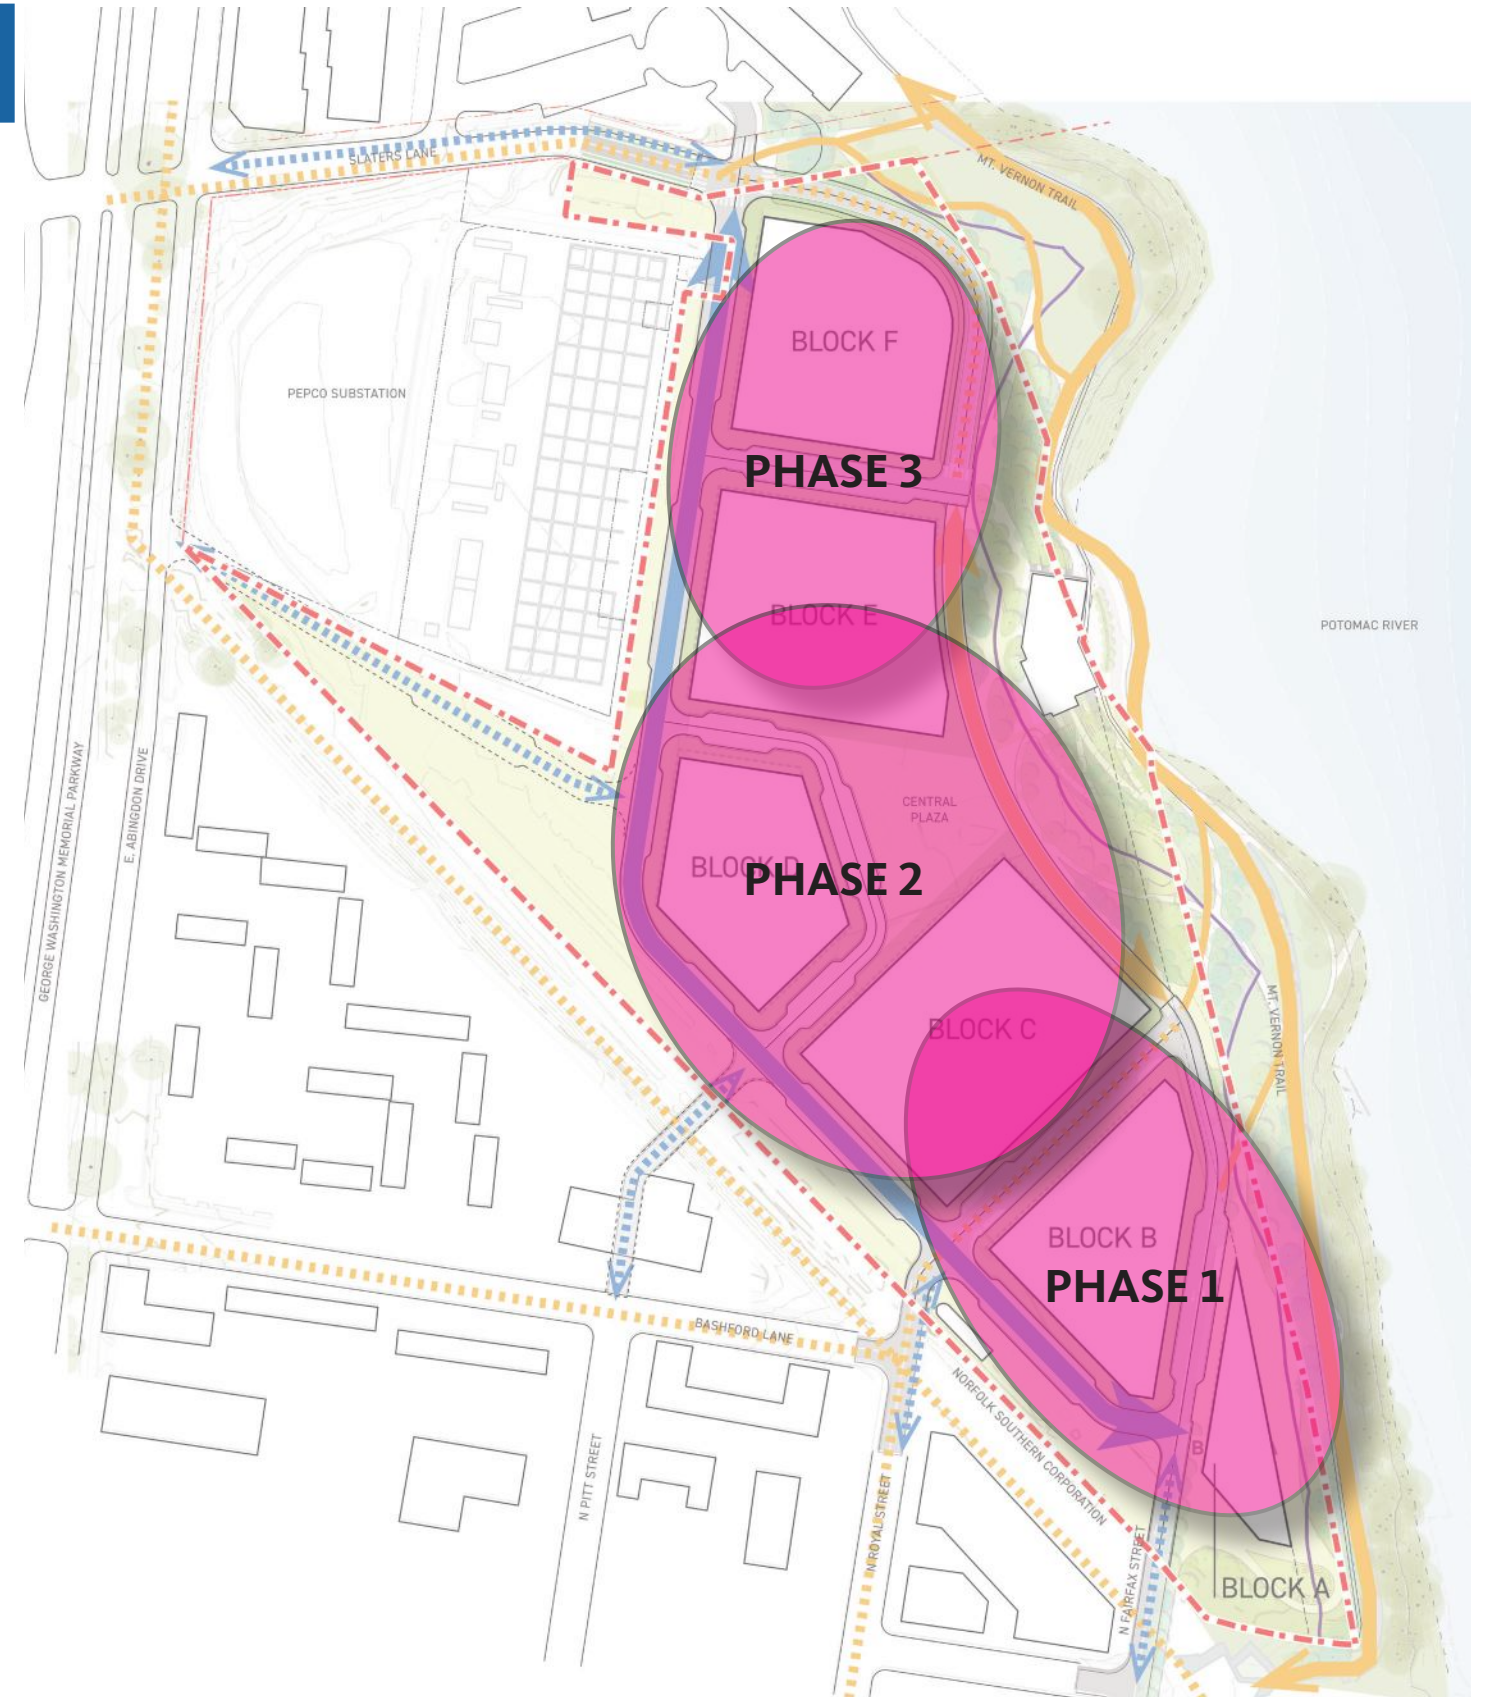 SLATERS LANE
MT. VERNON TRAIL
BLOCK F
PEPCO SUBSTATION
PHASE 3
BLOCK E
POTOMAC RIVER
GEORGE WASHINGTON MEMORIAL PARKWAY
E. ABINGDON DRIVE
CENTRAL
PLAZA
BLOCK D
PHASE 2
BLOCK C
MT. VERNON TRAIL
BLOCK B
PHASE 1
BASHFORD LANE
NORFOLK SOUTHERN CORPORATION
B
N PITT STREET
N ROYAL STREET
N FAIRFAX STREET
BLOCK A